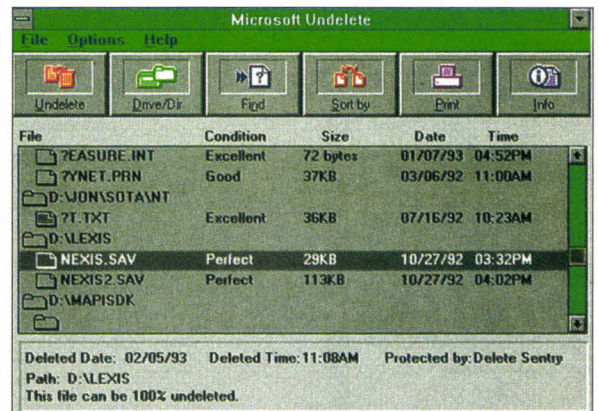 Microsoft Undelete
File Options Help
Undelete Drive/Dir Find Sort by Print Info
File Condition Size Date Time
?EASURE.INT Excellent 72 bytes 01/07/93 04:52PM
?YNET.PRN Good 37KB 03/06/92 11:00AM
D:\JON\SOTA\NT
?T.TXT Excellent 36KB 07/16/92 10:23AM
D:\LEXIS
NEXIS.SAV Perfect 29KB 10/27/92 03:32PM
NEXIS2.SAV Perfect 113KB 10/27/92 04:02PM
D:\MAPISDK
Deleted Date: 02/05/93 Deleted Time: 11:08AM Protected by: Delete Sentry
Path: D:\LEXIS
This file can be 100% undeleted.